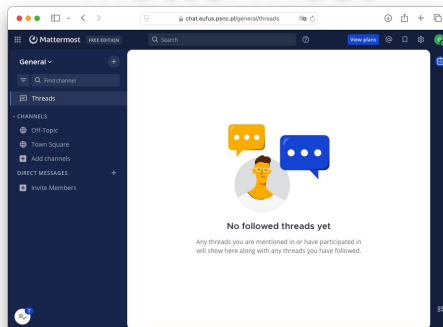 chat.eufus.psnc.pl/general/threads
Mattermost FREE EDITION
Search
View plans
General
Find channel
Threads
CHANNELS
Off-Topic
Town Square
Add channels
DIRECT MESSAGES
Invite Members
7
No followed threads yet
Any threads you are mentioned in or have participated in
will show here along with any threads you have followed.